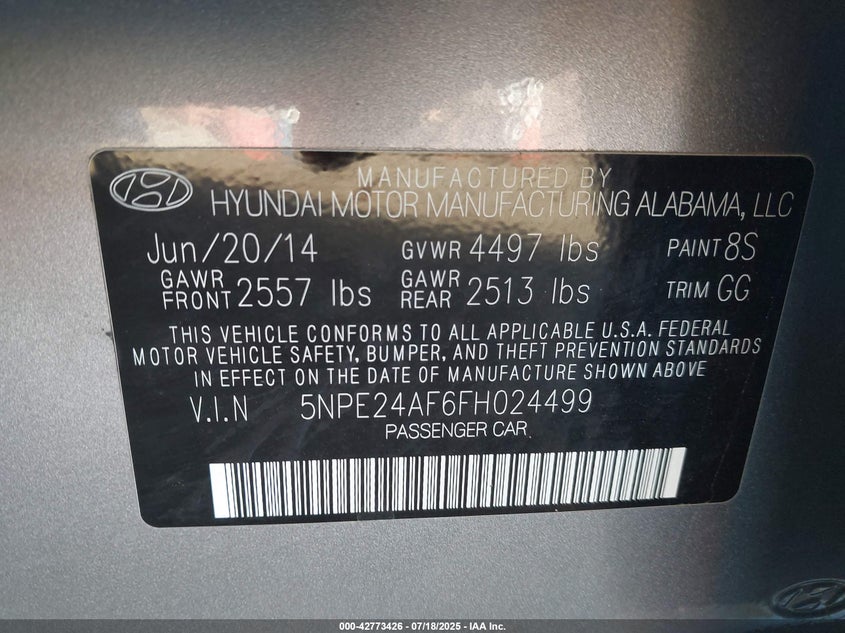 MANUFACTURED BY
HYUNDAI MOTOR MANUFACTURING ALABAMA, LLC
Jun/20/14 GVWR 4497 lbs PAINT 8S
GAWR FRONT 2557 lbs GAWR REAR 2513 lbs TRIM GG
THIS VEHICLE CONFORMS TO ALL APPLICABLE U.S.A. FEDERAL
MOTOR VEHICLE SAFETY, BUMPER, AND THEFT PREVENTION STANDARDS
IN EFFECT ON THE DATE OF MANUFACTURE SHOWN ABOVE
V.I.N 5NPE24AF6FH024499
PASSENGER CAR
000-42773426 - 07/18/2025 - IAA Inc.